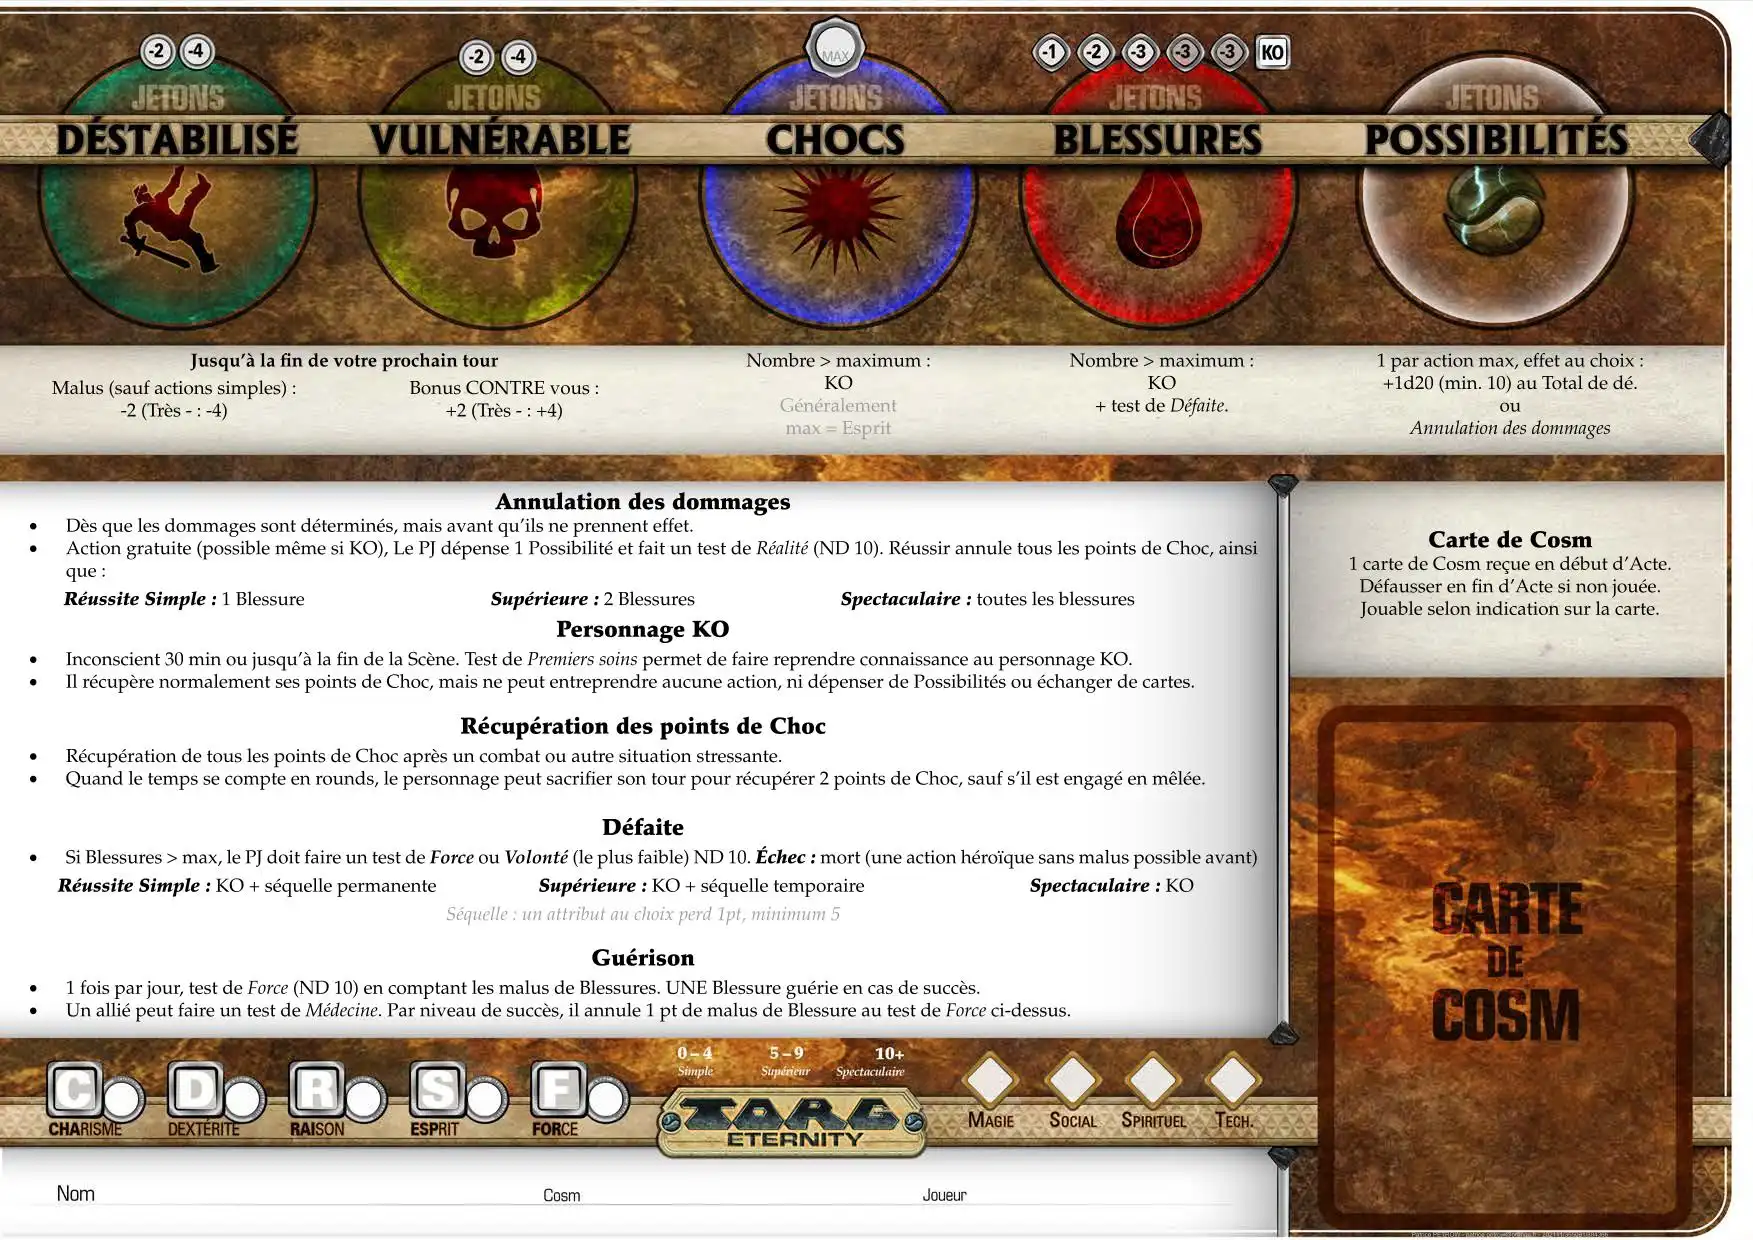 -2 -4
-2 -4
MAX
-1 -2 -3 -3 -3 KO
JETONS
DÉSTABILISÉ
JETONS
VULNÉRABLE
JETONS
CHOCS
JETONS
BLESSURES
JETONS
POSSIBILITÉS
Jusqu'à la fin de votre prochain tour
Malus (sauf actions simples) :
-2 (Très - : -4)
Bonus CONTRE vous :
+2 (Très - : +4)
Nombre > maximum :
KO
Généralement
max = Esprit
Nombre > maximum :
KO
+ test de Défaite.
1 par action max, effet au choix :
+1d20 (min. 10) au Total de dé.
ou
Annulation des dommages
Annulation des dommages
• Dès que les dommages sont déterminés, mais avant qu'ils ne prennent effet.
• Action gratuite (possible même si KO), Le PJ dépense 1 Possibilité et fait un test de Réalité (ND 10). Réussir annule tous les points de Choc, ainsi
que :
Réussite Simple : 1 Blessure Supérieure : 2 Blessures Spectaculaire : toutes les blessures
Personnage KO
• Inconscient 30 min ou jusqu'à la fin de la Scène. Test de Premiers soins permet de faire reprendre connaissance au personnage KO.
• Il récupère normalement ses points de Choc, mais ne peut entreprendre aucune action, ni dépenser de Possibilités ou échanger de cartes.
Récupération des points de Choc
• Récupération de tous les points de Choc après un combat ou autre situation stressante.
• Quand le temps se compte en rounds, le personnage peut sacrifier son tour pour récupérer 2 points de Choc, sauf s'il est engagé en mêlée.
Défaite
• Si Blessures > max, le PJ doit faire un test de Force ou Volonté (le plus faible) ND 10. Échec : mort (une action héroïque sans malus possible avant)
Réussite Simple : KO + séquelle permanente Supérieure : KO + séquelle temporaire Spectaculaire : KO
Séquelle : un attribut au choix perd 1pt, minimum 5
Guérison
• 1 fois par jour, test de Force (ND 10) en comptant les malus de Blessures. UNE Blessure guérie en cas de succès.
• Un allié peut faire un test de Médecine. Par niveau de succès, il annule 1 pt de malus de Blessure au test de Force ci-dessus.
Carte de Cosm
1 carte de Cosm reçue en début d'Acte.
Défausser en fin d'Acte si non jouée.
Jouable selon indication sur la carte.
CARTE
DE
COSM
C D R S F
CHARISME DEXTÉRITÉ RAISON ESPRIT FORCE
0 – 4 5 – 9 10+
Simple Supérieur Spectaculaire
TORG
ETERNITY
MAGIE SOCIAL SPIRITUEL TECH.
Nom Cosm Joueur